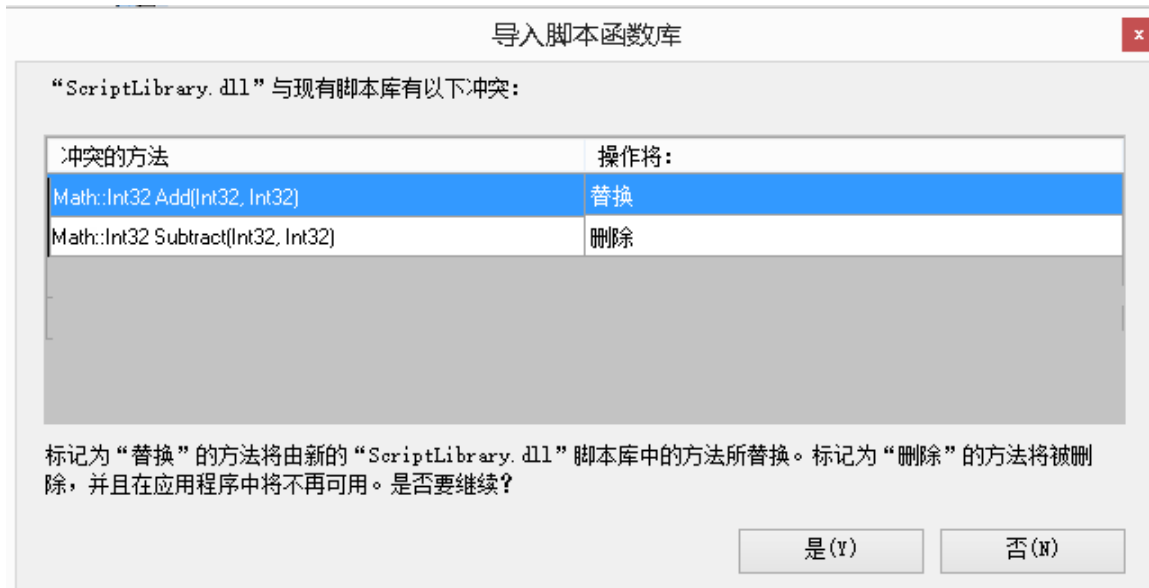 导入脚本函数库
x
“ScriptLibrary.dll”与现有脚本库有以下冲突：
冲突的方法 操作将：
Math::Int32 Add(Int32, Int32) 替换
Math::Int32 Subtract(Int32, Int32) 删除
标记为“替换”的方法将由新的“ScriptLibrary.dll”脚本库中的方法所替换。标记为“删除”的方法将被删
除，并且在应用程序中将不再可用。是否要继续？
是(Y) 否(N)